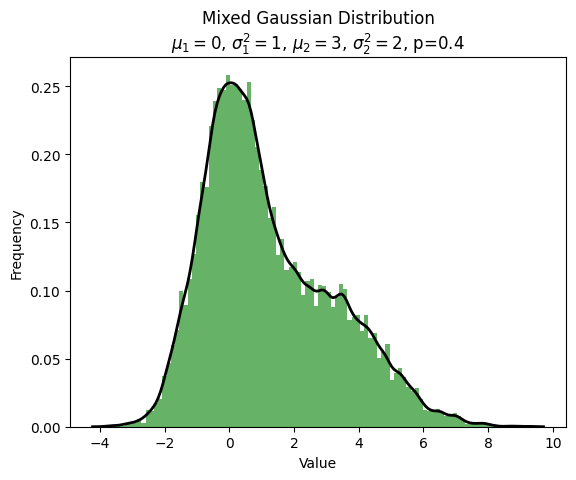 Mixed Gaussian Distribution
μ₁ = 0, σ₁² = 1, μ₂ = 3, σ₂² = 2, p=0.4
0.25
0.20
0.15
0.10
0.05
0.00
Frequency
−4 −2 0 2 4 6 8 10
Value